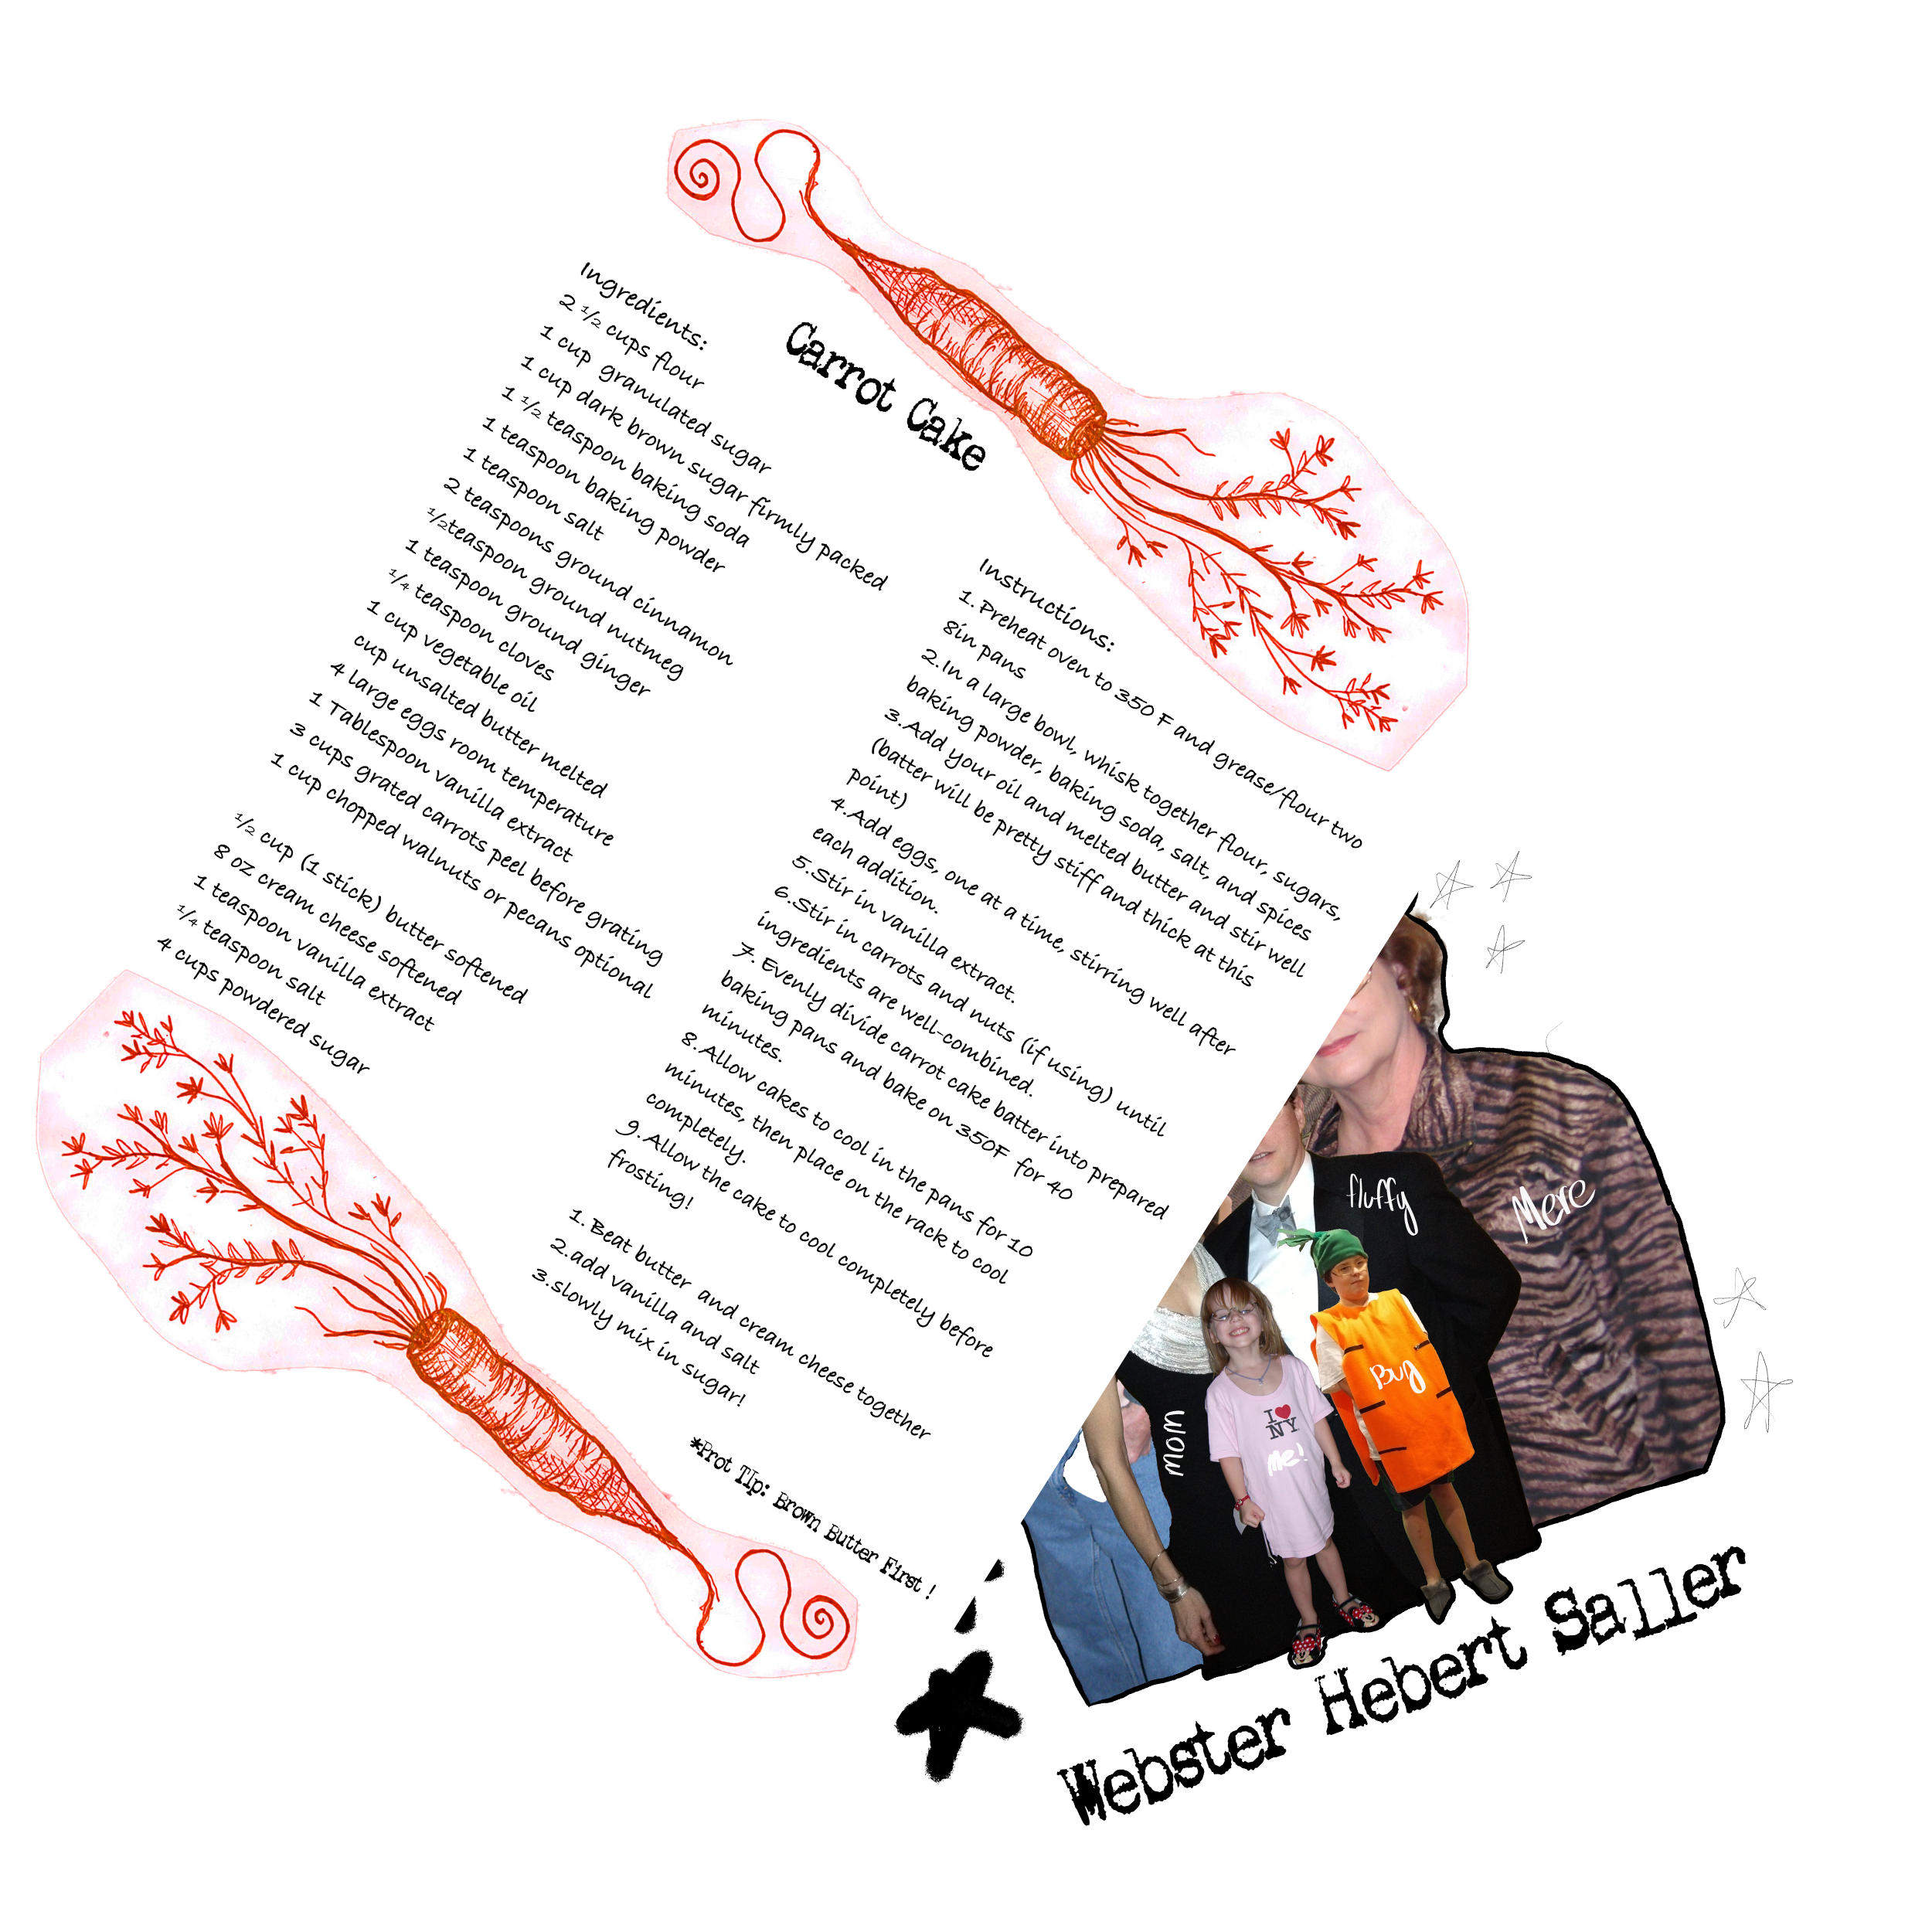 Carrot Cake
Ingredients:
2 ½ cups flour
1 cup granulated sugar
1 cup dark brown sugar firmly packed
1 ½ teaspoon baking soda
1 teaspoon baking powder
1 teaspoon salt
2 teaspoons ground cinnamon
½teaspoon ground nutmeg
1 teaspoon ground ginger
¼ teaspoon cloves
1 cup vegetable oil
cup unsalted butter melted
4 large eggs room temperature
1 Tablespoon vanilla extract
3 cups grated carrots peel before grating
1 cup chopped walnuts or pecans optional
½ cup (1 stick) butter softened
8 oz cream cheese softened
1 teaspoon vanilla extract
¼ teaspoon salt
4 cups powdered sugar
Instructions:
1. Preheat oven to 350 F and grease/flour two
8in pans
2.In a large bowl, whisk together flour, sugars,
baking powder, baking soda, salt, and spices
3.Add your oil and melted butter and stir well
(batter will be pretty stiff and thick at this
point)
4.Add eggs, one at a time, stirring well after
each addition.
5.Stir in vanilla extract.
6.Stir in carrots and nuts (if using) until
ingredients are well-combined.
7. Evenly divide carrot cake batter into prepared
baking pans and bake on 350F for 40
minutes.
8.Allow cakes to cool in the pans for 10
minutes, then place on the rack to cool
completely.
9.Allow the cake to cool completely before
frosting!
1. Beat butter and cream cheese together
2.add vanilla and salt
3.slowly mix in sugar!
*Prot TIp: Brown Butter First !
fluffy
Mere
Bug
mom
I ❤ NY
Me!
Webster Hebert Saller